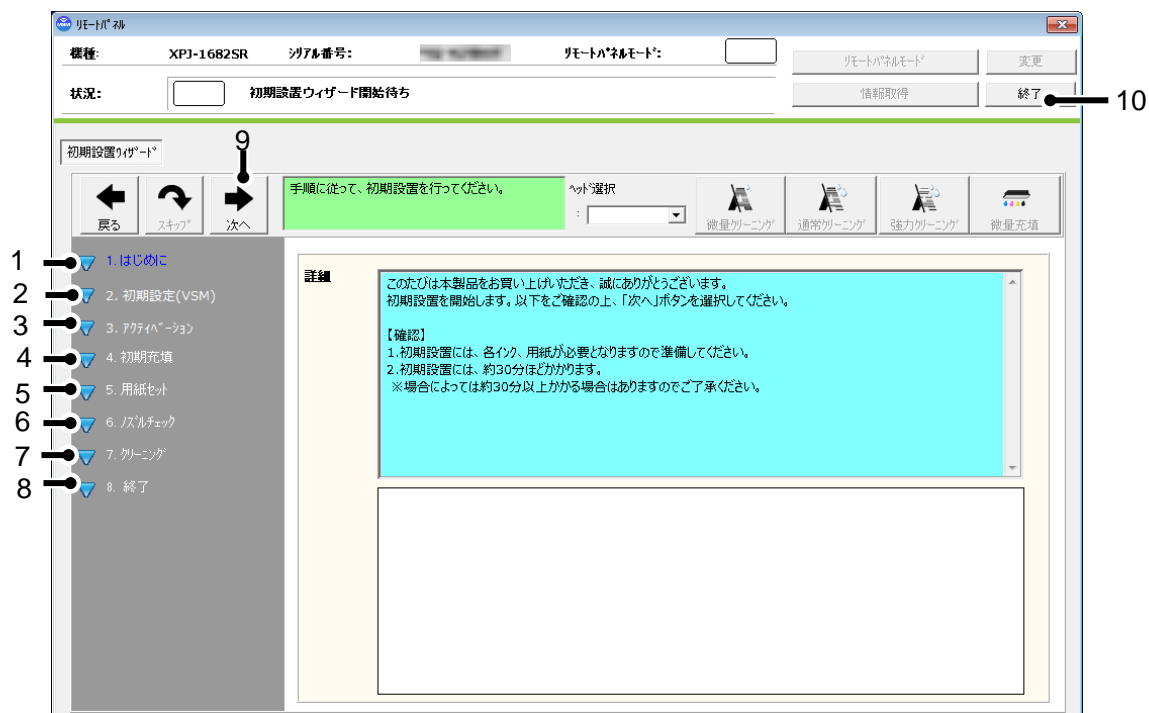 リモートパネル
機種: XPJ-1682SR シリアル番号: リモートパネルモード:
リモートパネルモード 変更
状況: 初期設置ウィザード開始待ち
情報取得 終了 10
初期設置ウィザード 9
戻る スキップ 次へ
手順に従って、初期設置を行ってください。
ヘッド選択
:
微量クリーニング 通常クリーニング 強力クリーニング 微量充填
1 1.はじめに
2 2. 初期設定(VSM)
3 3. アクティベーション
4 4. 初期充填
5 5. 用紙セット
6 6. ノズルチェック
7 7. クリーニング
8 8. 終了
詳細
このたびは本製品をお買い上げいただき、誠にありがとうございます。
初期設置を開始します。以下をご確認の上、「次へ」ボタンを選択してください。
【確認】
1.初期設置には、各インク、用紙が必要となりますので準備してください。
2.初期設置には、約30分ほどかかります。
※場合によっては約30分以上かかる場合はありますのでご了承ください。